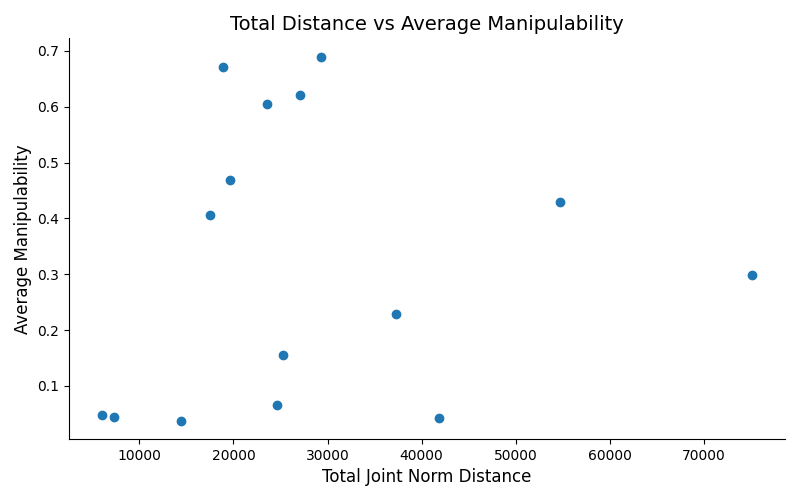 Total Distance vs Average Manipulability
0.7
0.6
0.5
0.4
0.3
0.2
0.1
Average Manipulability
10000 20000 30000 40000 50000 60000 70000
Total Joint Norm Distance